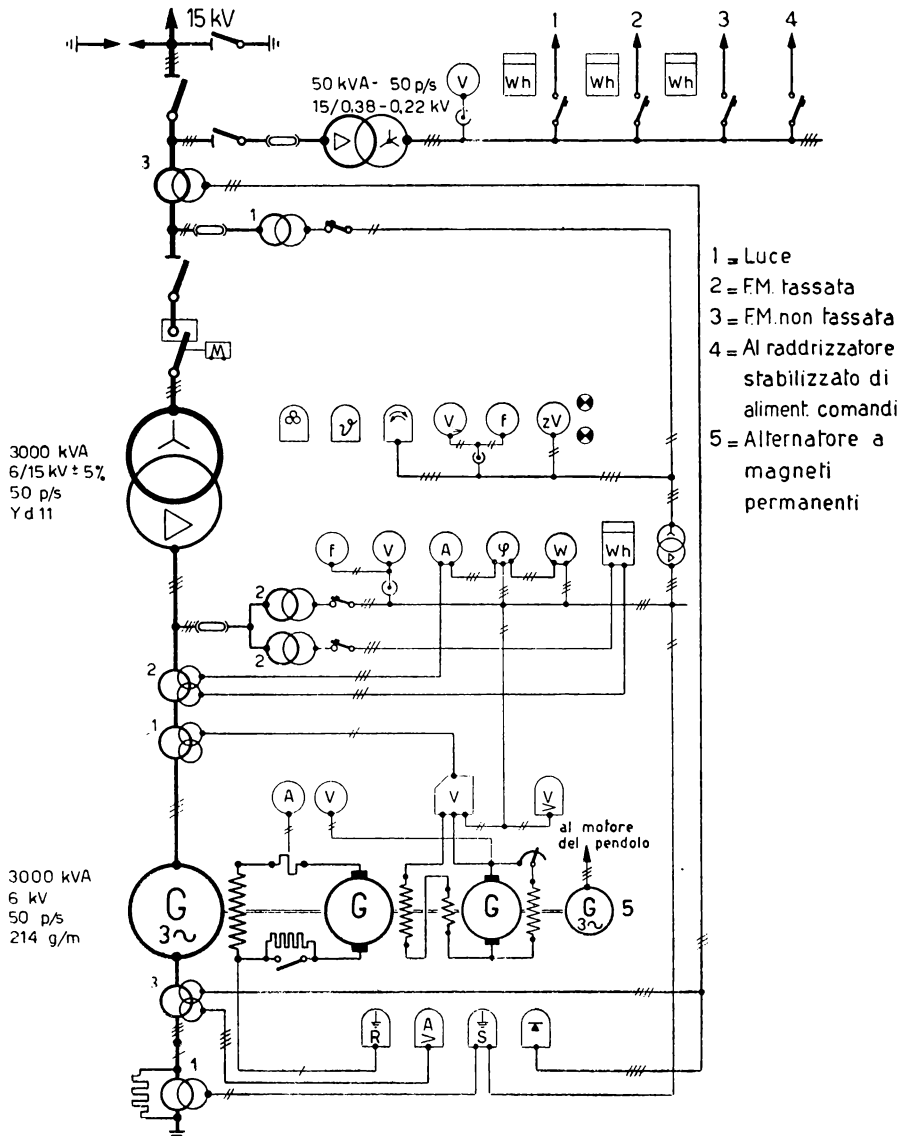 15 kV
1
2
3
4
50 kVA- 50 p/s
15/0.38-0,22 kV
V
Wh
Wh
Wh
3
1
1 = Luce
2 = F.M. tassata
3 = F.M. non tassata
4 = Al raddrizzatore
stabilizzato di
aliment. comandi
5 = Alternatore a
magneti
permanenti
M
3000 kVA
6/15 kV ± 5%
50 p/s
Y d 11
ϑ
V
f
2V
f
V
A
φ
W
Wh
2
2
2
1
A
V
V
V
>
al motore
del pendolo
3000 kVA
6 kV
50 p/s
214 g/m
G
3~
G
G
G
3~
5
3
R
A
>
S
1